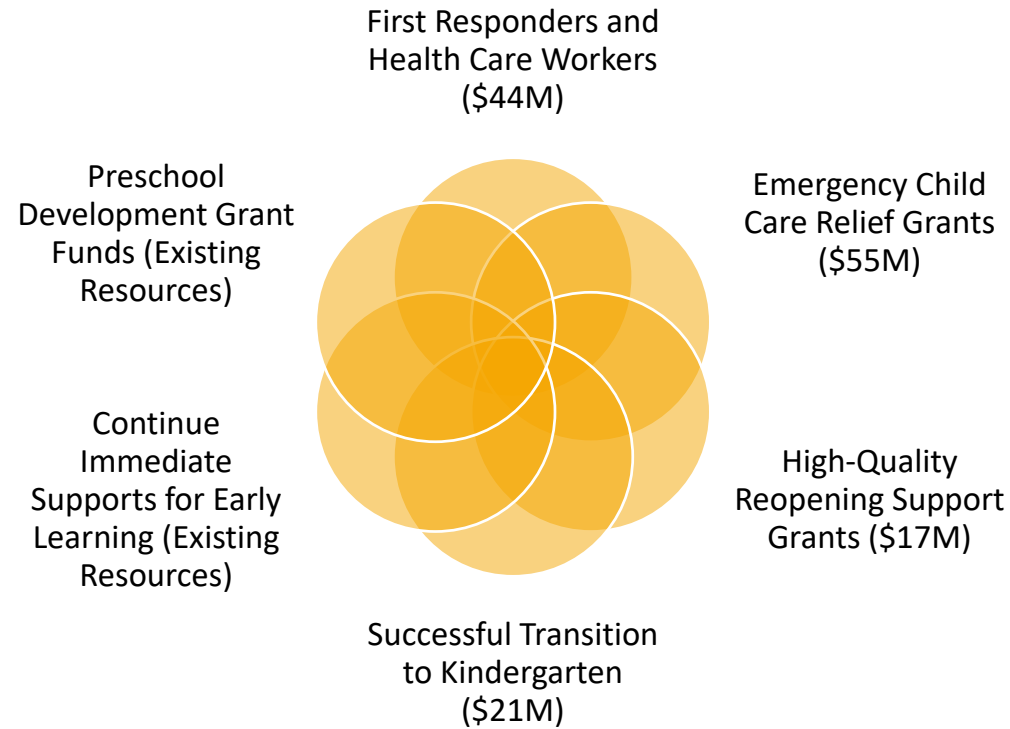 First Responders and
Health Care Workers
($44M)
Emergency Child
Care Relief Grants
($55M)
High-Quality
Reopening Support
Grants ($17M)
Successful Transition
to Kindergarten
($21M)
Continue
Immediate
Supports for Early
Learning (Existing
Resources)
Preschool
Development Grant
Funds (Existing
Resources)